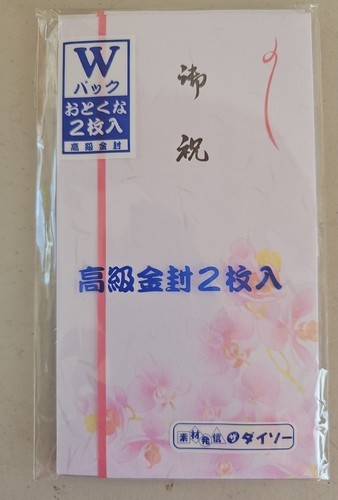 W
パック
おとくな
2枚入
高級金封
御
祝
高級金封2枚入
素材発信 ザ ダイソー